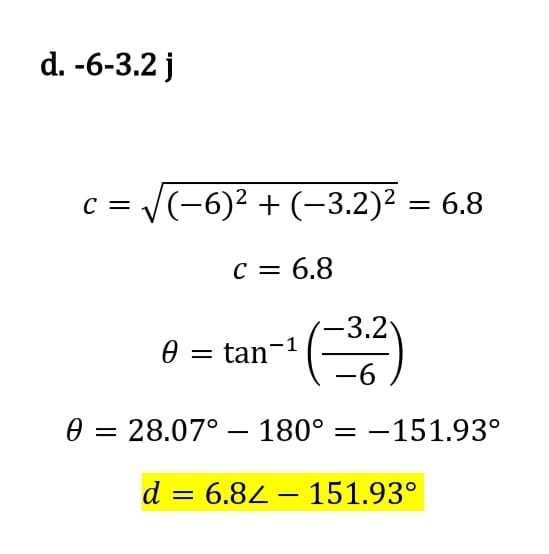 d. -6-3.2 j
c = √(−6)² + (−3.2)² = 6.8
c = 6.8
θ = tan⁻¹ (−3.2/−6)
θ = 28.07° − 180° = −151.93°
d = 6.8∠ − 151.93°